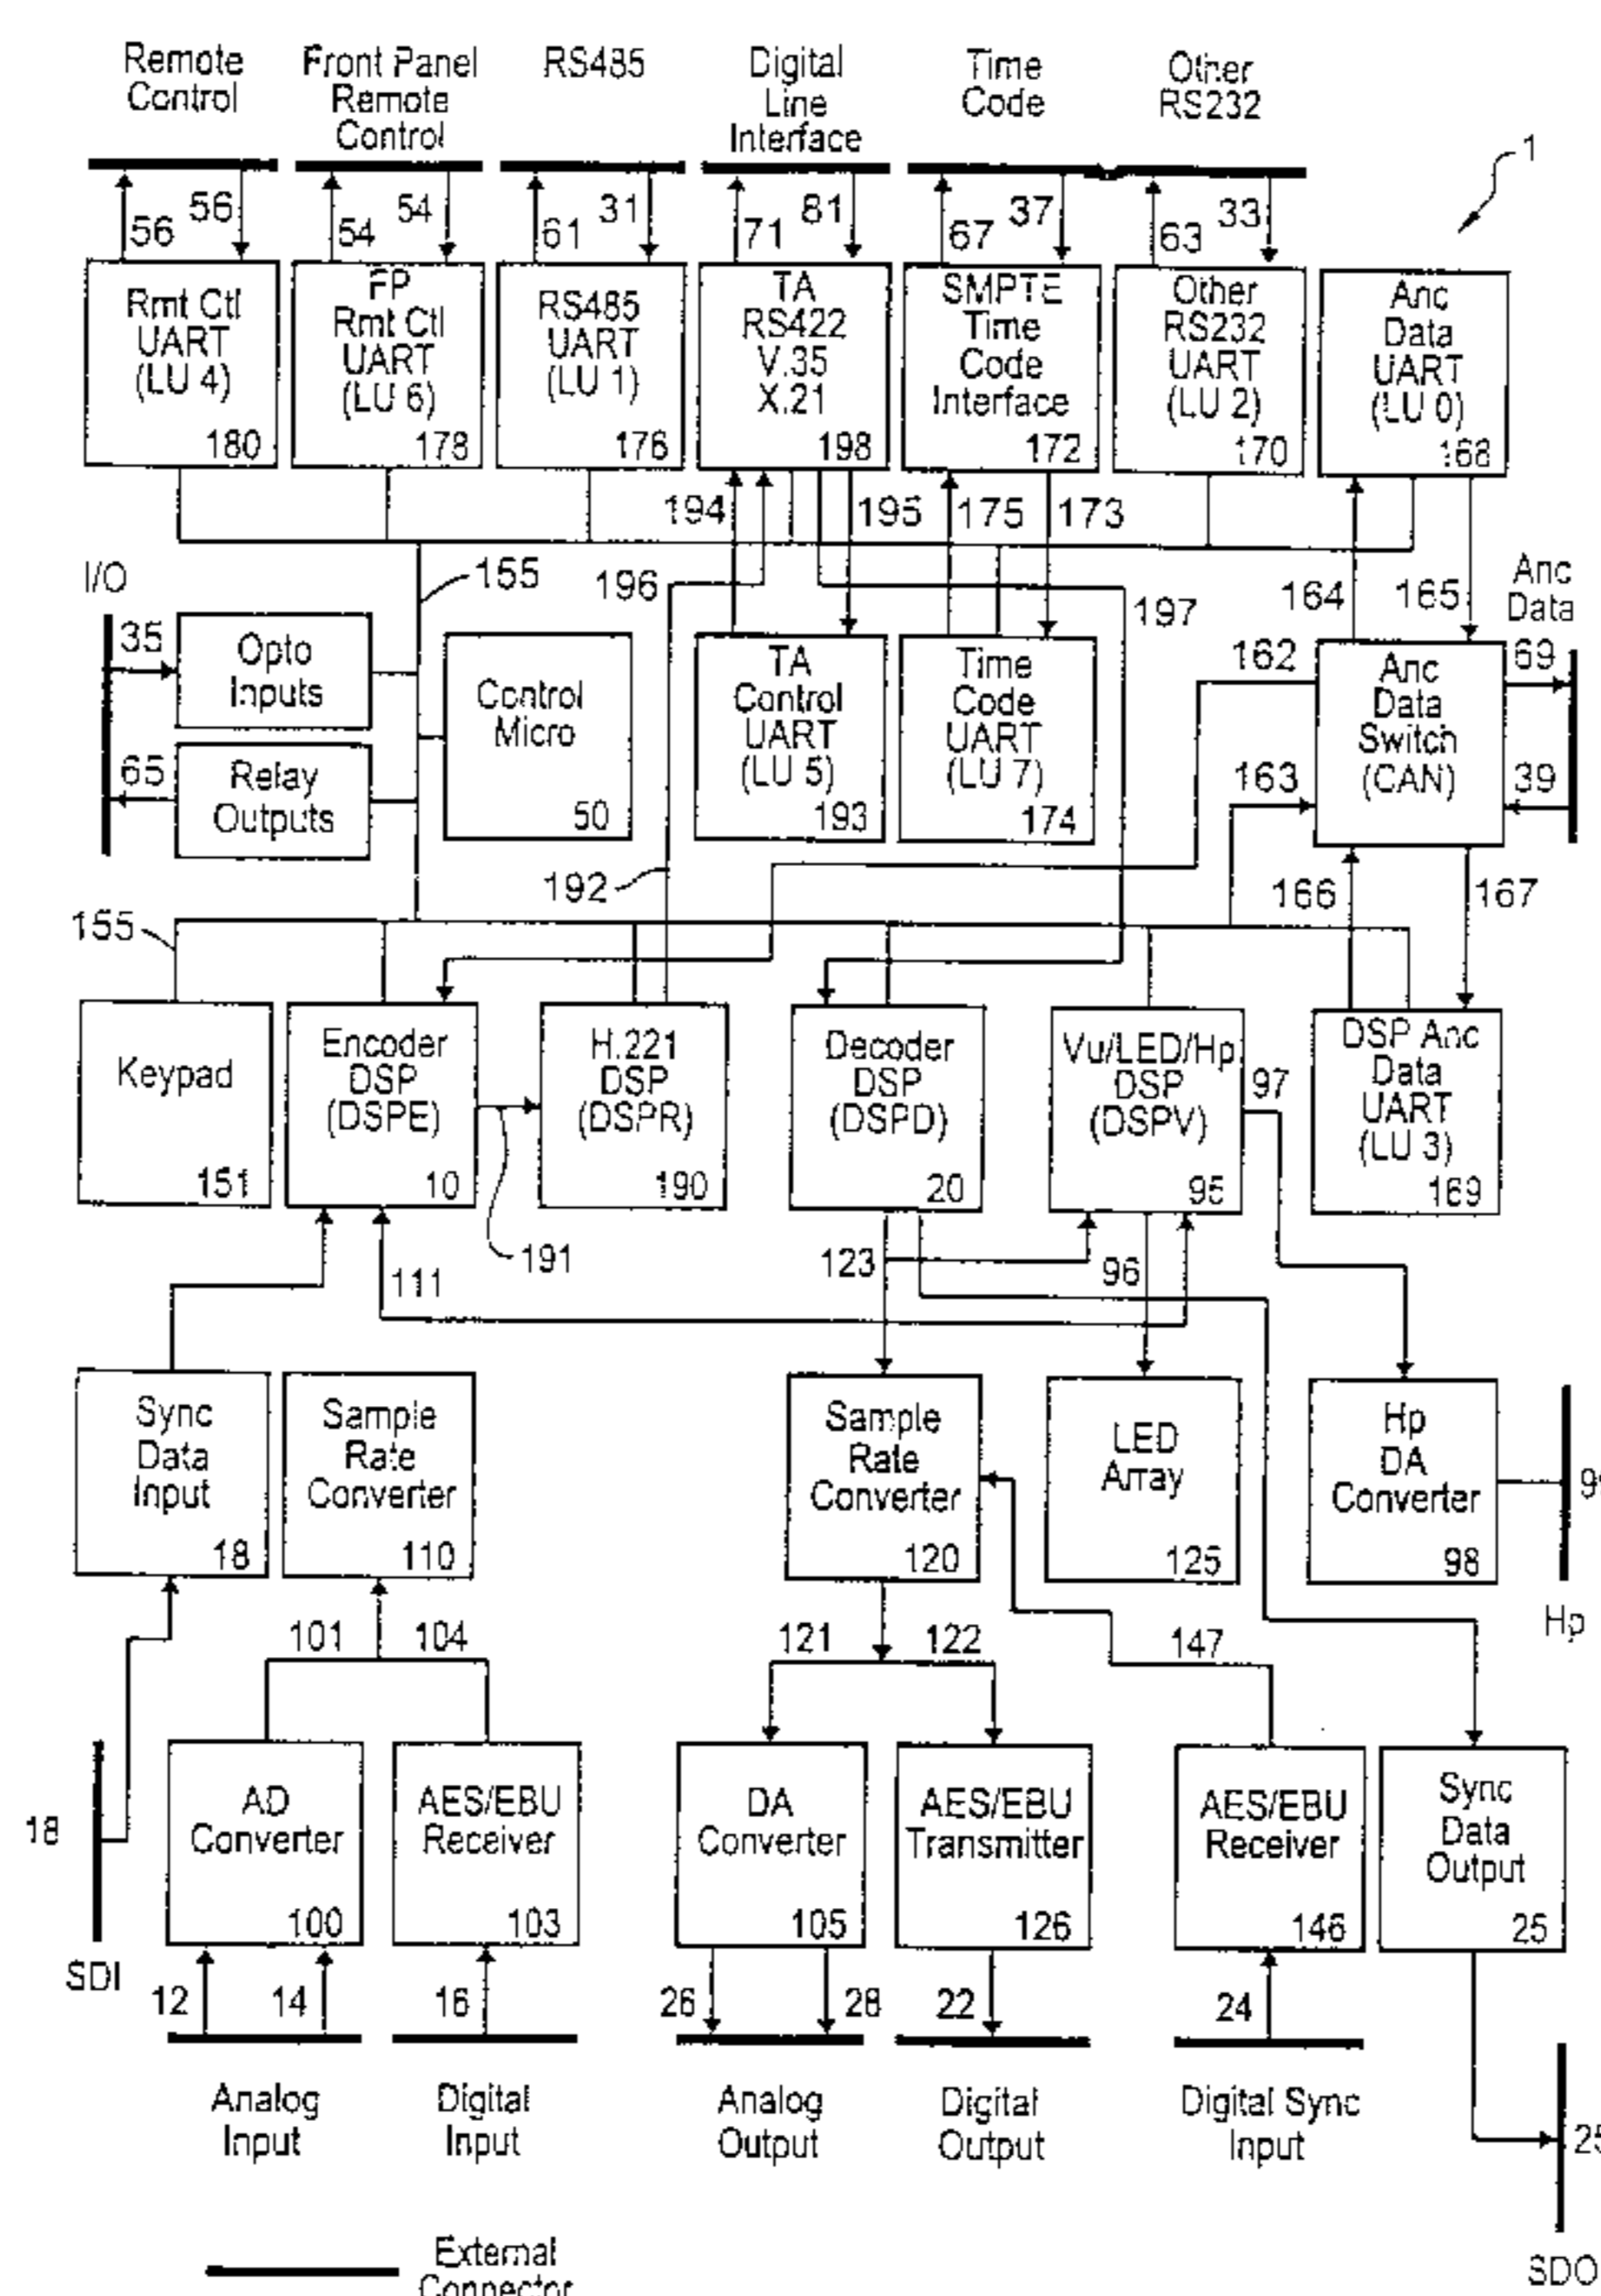 Remote
Control
Front Panel
Remote
Control
RS485
Digital
Line
Interface
Time
Code
Other
RS232
1
56
56
54
54
61
31
71
81
67
37
63
33
Rmt Ctl
UART
(LU 4)
180
FP
Rmt Ctl
UART
(LU 6)
178
RS485
UART
(LU 1)
176
TA
RS422
V.35
X.21
198
SMPTE
Time
Code
Interface
172
Other
RS232
UART
(LU 2)
170
Anc
Data
UART
(LU 0)
168
194
195
175
173
I/O
155
196
197
164
165
Anc
Data
35
Opto
Inputs
65
Relay
Outputs
Control
Micro
50
TA
Control
UART
(LU 5)
193
Time
Code
UART
(LU 7)
174
162
163
Anc
Data
Switch
(CAN)
69
39
192
166
167
155
Keypad
151
Encoder
DSP
(DSPE)
10
H.221
DSP
(DSPR)
190
Decoder
DSP
(DSPD)
20
Vu/LED/Hp
DSP
(DSPV)
95
97
DSP Anc
Data
UART
(LU 3)
169
111
191
123
96
Sync
Data
Input
18
Sample
Rate
Converter
110
Sample
Rate
Converter
120
LED
Array
125
Hp
DA
Converter
98
Hp
101
104
121
122
147
18
SDI
AD
Converter
100
AES/EBU
Receiver
103
DA
Converter
105
AES/EBU
Transmitter
126
AES/EBU
Receiver
146
Sync
Data
Output
25
12
14
16
26
28
22
24
Analog
Input
Digital
Input
Analog
Output
Digital
Output
Digital Sync
Input
25
SDO
External
Connector